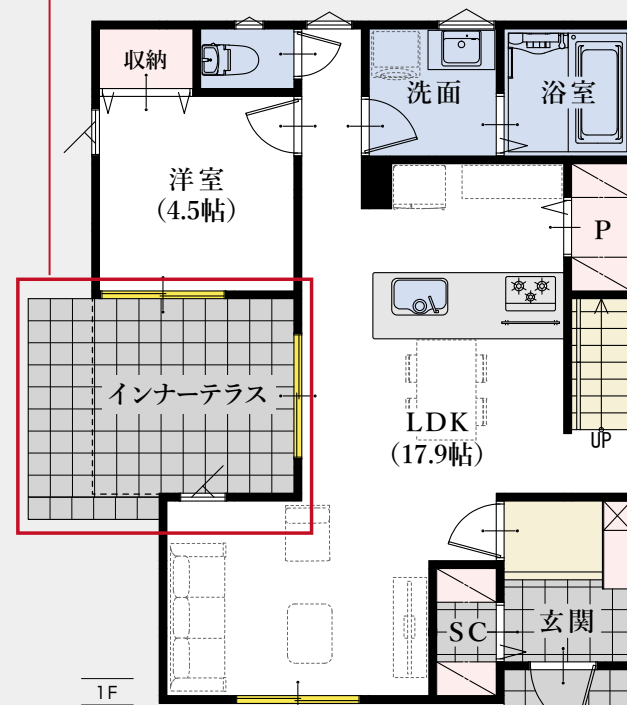 収納
洗面
浴室
洋室
(4.5帖)
P
インナーテラス
LDK
(17.9帖)
UP
SC
玄関
1F